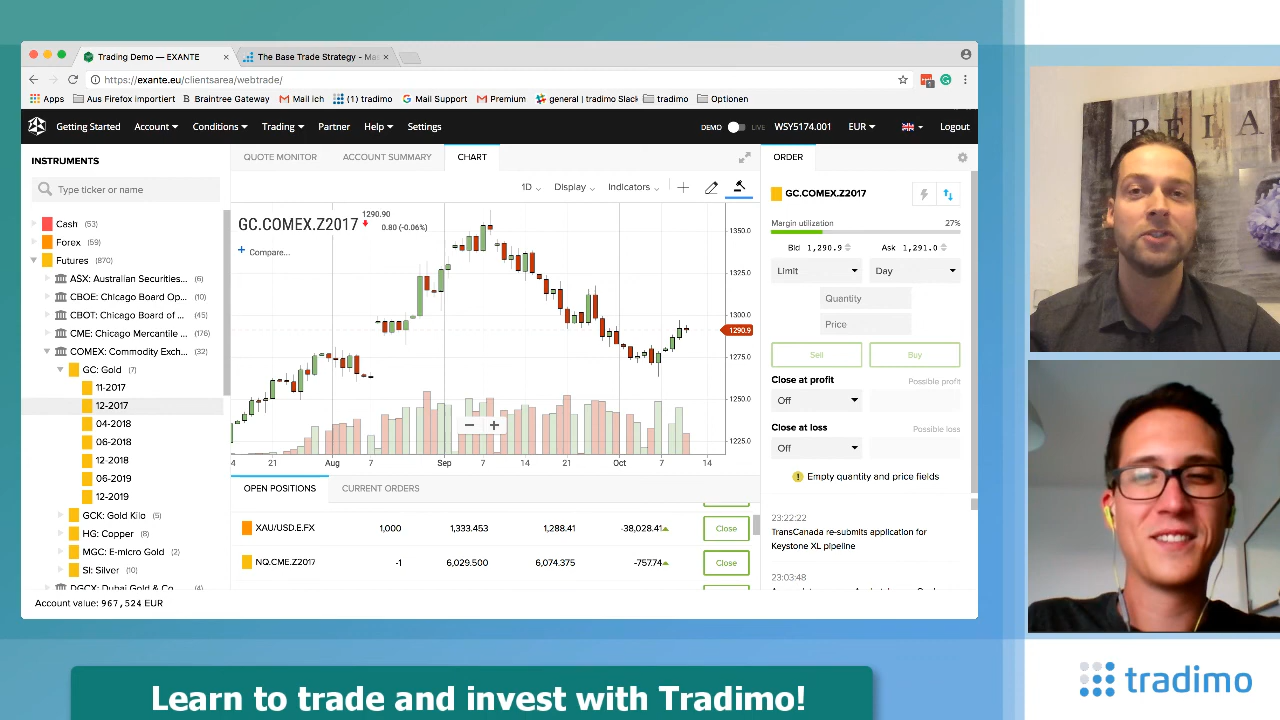 Trading Demo — EXANTE
The Base Trade Strategy - Ma
https://exante.eu/clientsarea/webtrade/
Apps
Aus Firefox importiert
Braintree Gateway
Mail ich
(1) tradimo
Mail Support
Premium
general | tradimo Slack
tradimo
Optionen
Getting Started
Account
Conditions
Trading
Partner
Help
Settings
DEMO
LIVE
WSY5174.001
EUR
Logout
INSTRUMENTS
Type ticker or name
Cash (53)
Forex (59)
Futures (870)
ASX: Australian Securities... (6)
CBOE: Chicago Board Op... (10)
CBOT: Chicago Board of ... (45)
CME: Chicago Mercantile ... (176)
COMEX: Commodity Exch... (32)
GC: Gold (7)
11-2017
12-2017
04-2018
06-2018
12-2018
06-2019
12-2019
GCK: Gold Kilo (5)
HG: Copper (8)
MGC: E-micro Gold (2)
SI: Silver (10)
DGCX: Dubai Gold & Co... (4)
Account value: 967,524 EUR
QUOTE MONITOR
ACCOUNT SUMMARY
CHART
1D
Display
Indicators
GC.COMEX.Z2017
1290.90
0.80 (-0.06%)
+ Compare...
1350.0
1325.0
1300.0
1290.9
1275.0
1250.0
1225.0
4
21
Aug
7
Sep
7
14
21
Oct
7
14
OPEN POSITIONS
CURRENT ORDERS
XAU/USD.E.FX 1,000 1,333.453 1,288.41 -38,028.41 Close
NQ.CME.Z2017 -1 6,029.500 6,074.375 -757.74 Close
ORDER
GC.COMEX.Z2017
Margin utilization 27%
Bid 1,290.9 Ask 1,291.0
Limit
Day
Quantity
Price
Sell
Buy
Close at profit
Possible profit
Off
Close at loss
Possible loss
Off
! Empty quantity and price fields
23:22:22
TransCanada re-submits application for
Keystone XL pipeline
23:03:48
RELA
Learn to trade and invest with Tradimo!
tradimo